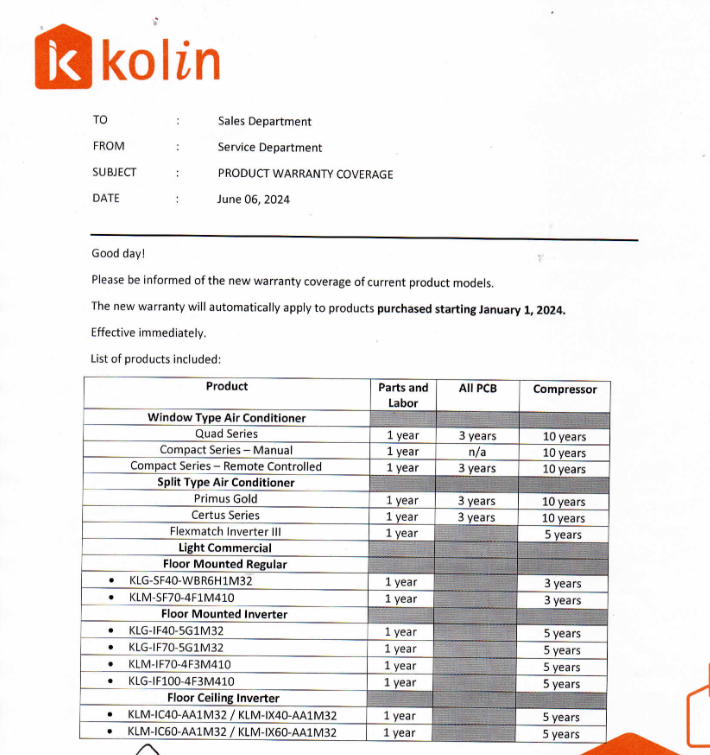 kolin
TO : Sales Department
FROM : Service Department
SUBJECT : PRODUCT WARRANTY COVERAGE
DATE : June 06, 2024
Good day!
Please be informed of the new warranty coverage of current product models.
The new warranty will automatically apply to products purchased starting January 1, 2024.
Effective immediately.
List of products included:
Product Parts and Labor All PCB Compressor
Window Type Air Conditioner
Quad Series 1 year 3 years 10 years
Compact Series – Manual 1 year n/a 10 years
Compact Series – Remote Controlled 1 year 3 years 10 years
Split Type Air Conditioner
Primus Gold 1 year 3 years 10 years
Certus Series 1 year 3 years 10 years
Flexmatch Inverter III 1 year 5 years
Light Commercial
Floor Mounted Regular
• KLG-SF40-WBR6H1M32 1 year 3 years
• KLM-SF70-4F1M410 1 year 3 years
Floor Mounted Inverter
• KLG-IF40-5G1M32 1 year 5 years
• KLG-IF70-5G1M32 1 year 5 years
• KLM-IF70-4F3M410 1 year 5 years
• KLG-IF100-4F3M410 1 year 5 years
Floor Ceiling Inverter
• KLM-IC40-AA1M32 / KLM-IX40-AA1M32 1 year 5 years
• KLM-IC60-AA1M32 / KLM-IX60-AA1M32 1 year 5 years